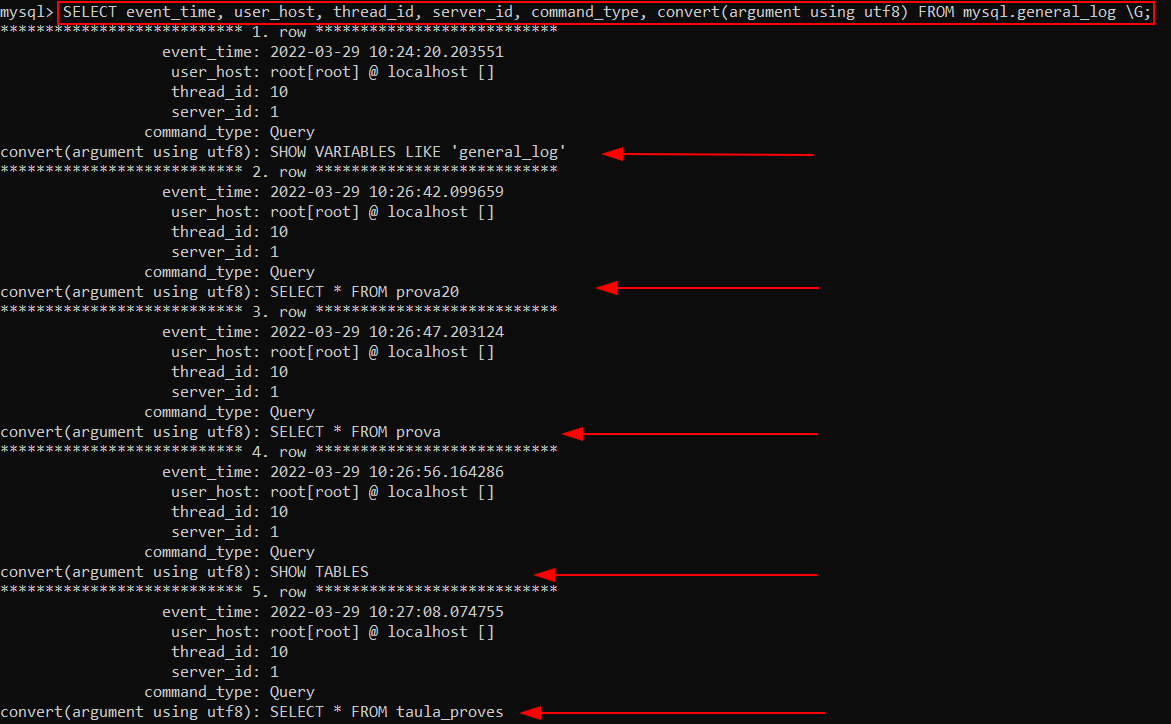 mysql> SELECT event_time, user_host, thread_id, server_id, command_type, convert(argument using utf8) FROM mysql.general_log \G;
*************************** 1. row ***************************
event_time: 2022-03-29 10:24:20.203551
user_host: root[root] @ localhost []
thread_id: 10
server_id: 1
command_type: Query
convert(argument using utf8): SHOW VARIABLES LIKE 'general_log'
*************************** 2. row ***************************
event_time: 2022-03-29 10:26:42.099659
user_host: root[root] @ localhost []
thread_id: 10
server_id: 1
command_type: Query
convert(argument using utf8): SELECT * FROM prova20
*************************** 3. row ***************************
event_time: 2022-03-29 10:26:47.203124
user_host: root[root] @ localhost []
thread_id: 10
server_id: 1
command_type: Query
convert(argument using utf8): SELECT * FROM prova
*************************** 4. row ***************************
event_time: 2022-03-29 10:26:56.164286
user_host: root[root] @ localhost []
thread_id: 10
server_id: 1
command_type: Query
convert(argument using utf8): SHOW TABLES
*************************** 5. row ***************************
event_time: 2022-03-29 10:27:08.074755
user_host: root[root] @ localhost []
thread_id: 10
server_id: 1
command_type: Query
convert(argument using utf8): SELECT * FROM taula_proves